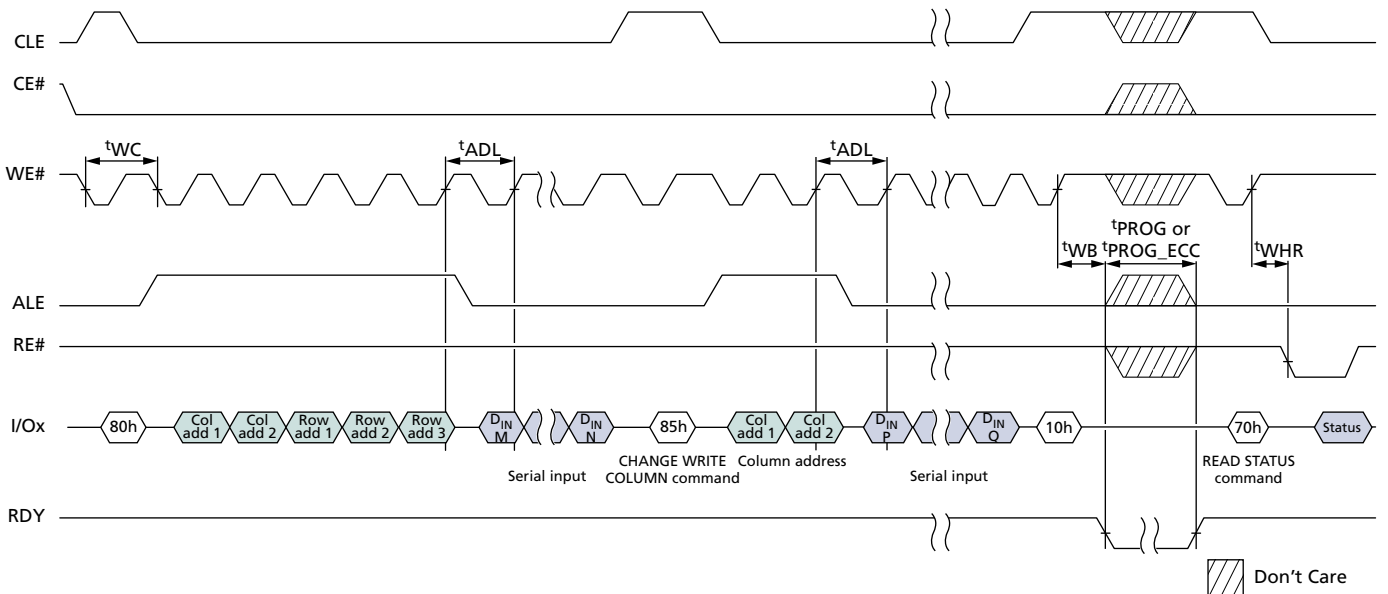 CLE
CE#
tWC
tADL
tADL
WE#
tPROG or
tWB tPROG_ECC
tWHR
ALE
RE#
I/Ox
80h
Col add 1
Col add 2
Row add 1
Row add 2
Row add 3
DIN M
DIN N
85h
Col add 1
Col add 2
DIN P
DIN Q
10h
70h
Status
Serial input
CHANGE WRITE
COLUMN command
Column address
Serial input
READ STATUS
command
RDY
Don't Care